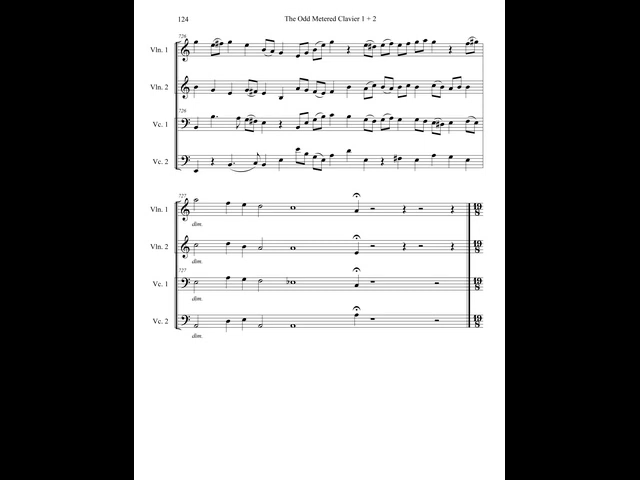 124 The Odd Metered Clavier 1 + 2
726
Vln. 1
Vln. 2
726
Vc. 1
Vc. 2
727
Vln. 1
dim.
19
8
Vln. 2
dim.
19
8
727
Vc. 1
dim.
19
8
Vc. 2
dim.
19
8